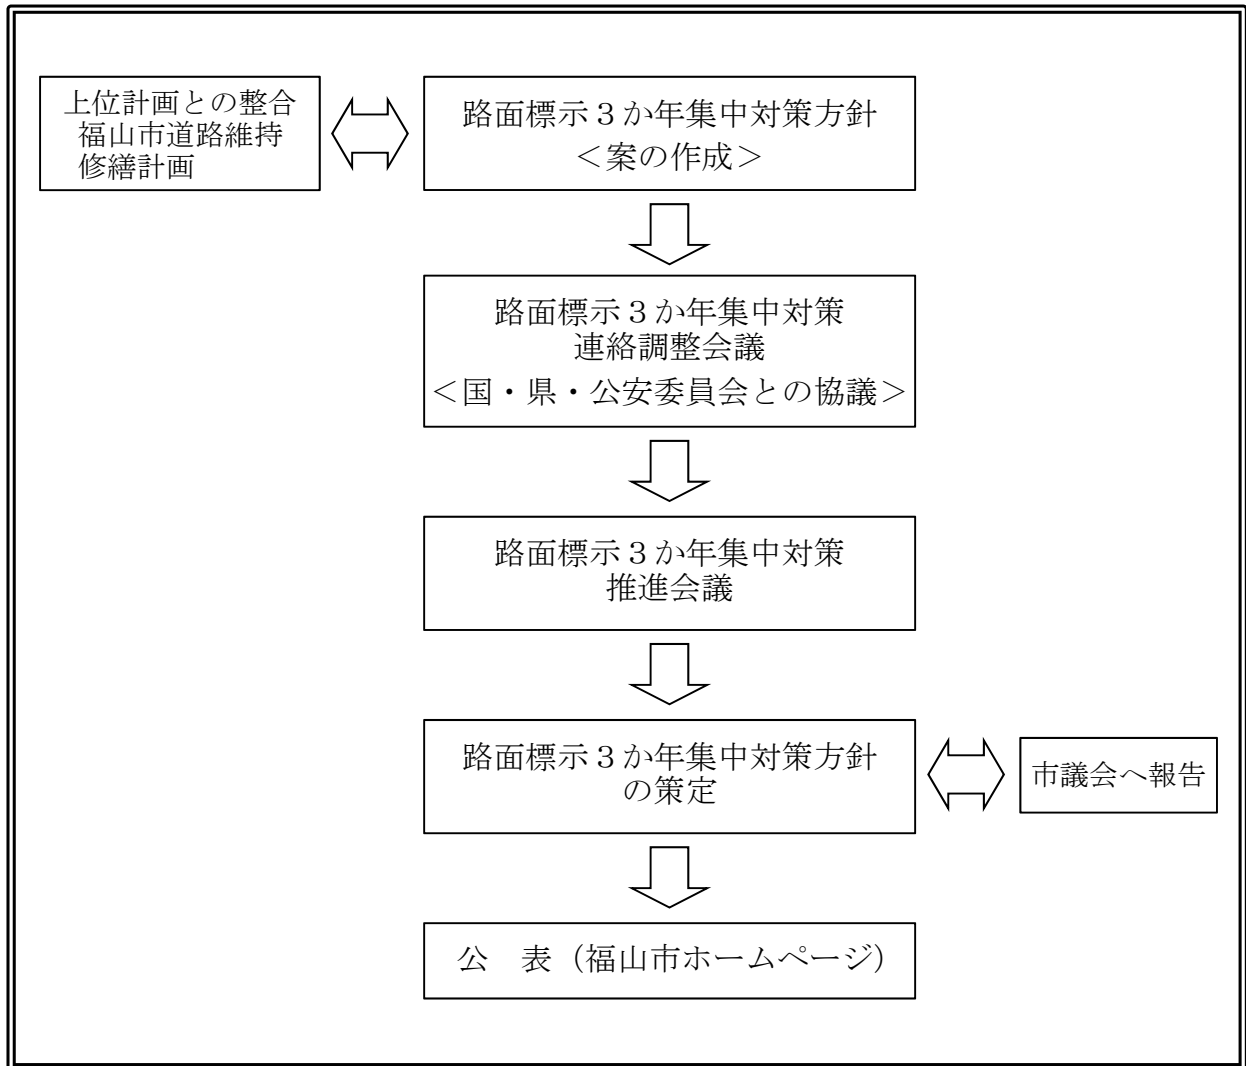 上位計画との整合
福山市道路維持
修繕計画
路面標示３か年集中対策方針
＜案の作成＞
路面標示３か年集中対策
連絡調整会議
＜国・県・公安委員会との協議＞
路面標示３か年集中対策
推進会議
路面標示３か年集中対策方針
の策定
市議会へ報告
公　表（福山市ホームページ）